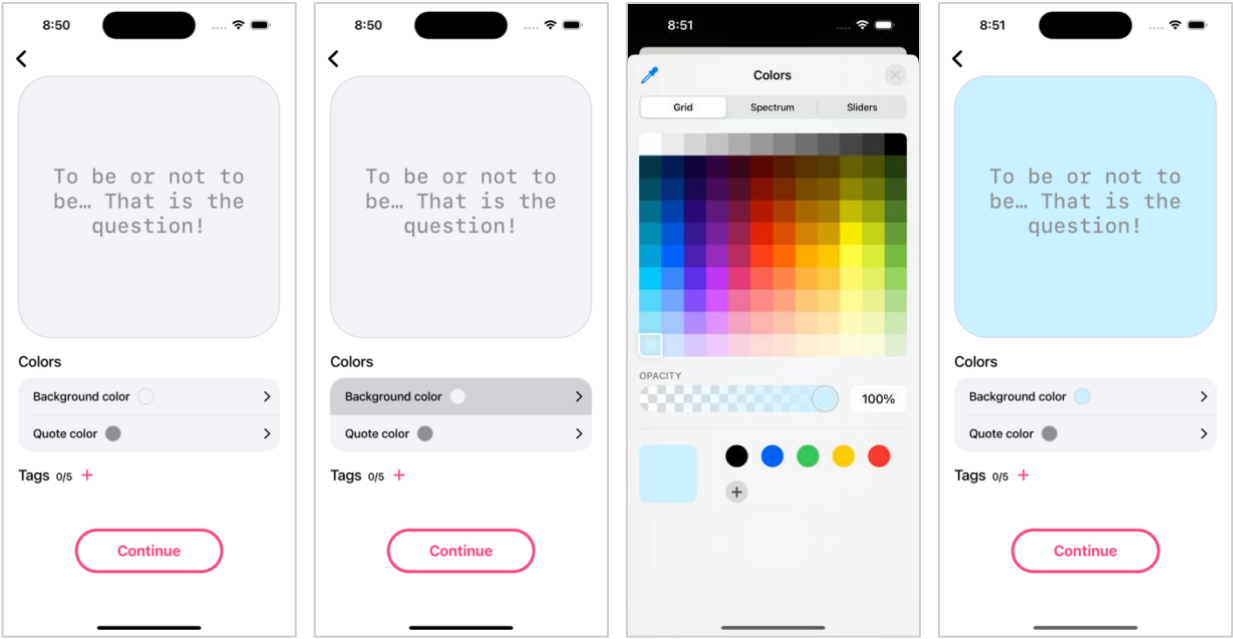 8:50
To be or not to
be… That is the
question!
Colors
Background color
Quote color
Tags 0/5 +
Continue
8:50
To be or not to
be… That is the
question!
Colors
Background color
Quote color
Tags 0/5 +
Continue
8:51
Colors
Grid Spectrum Sliders
OPACITY
100%
8:51
To be or not to
be… That is the
question!
Colors
Background color
Quote color
Tags 0/5 +
Continue